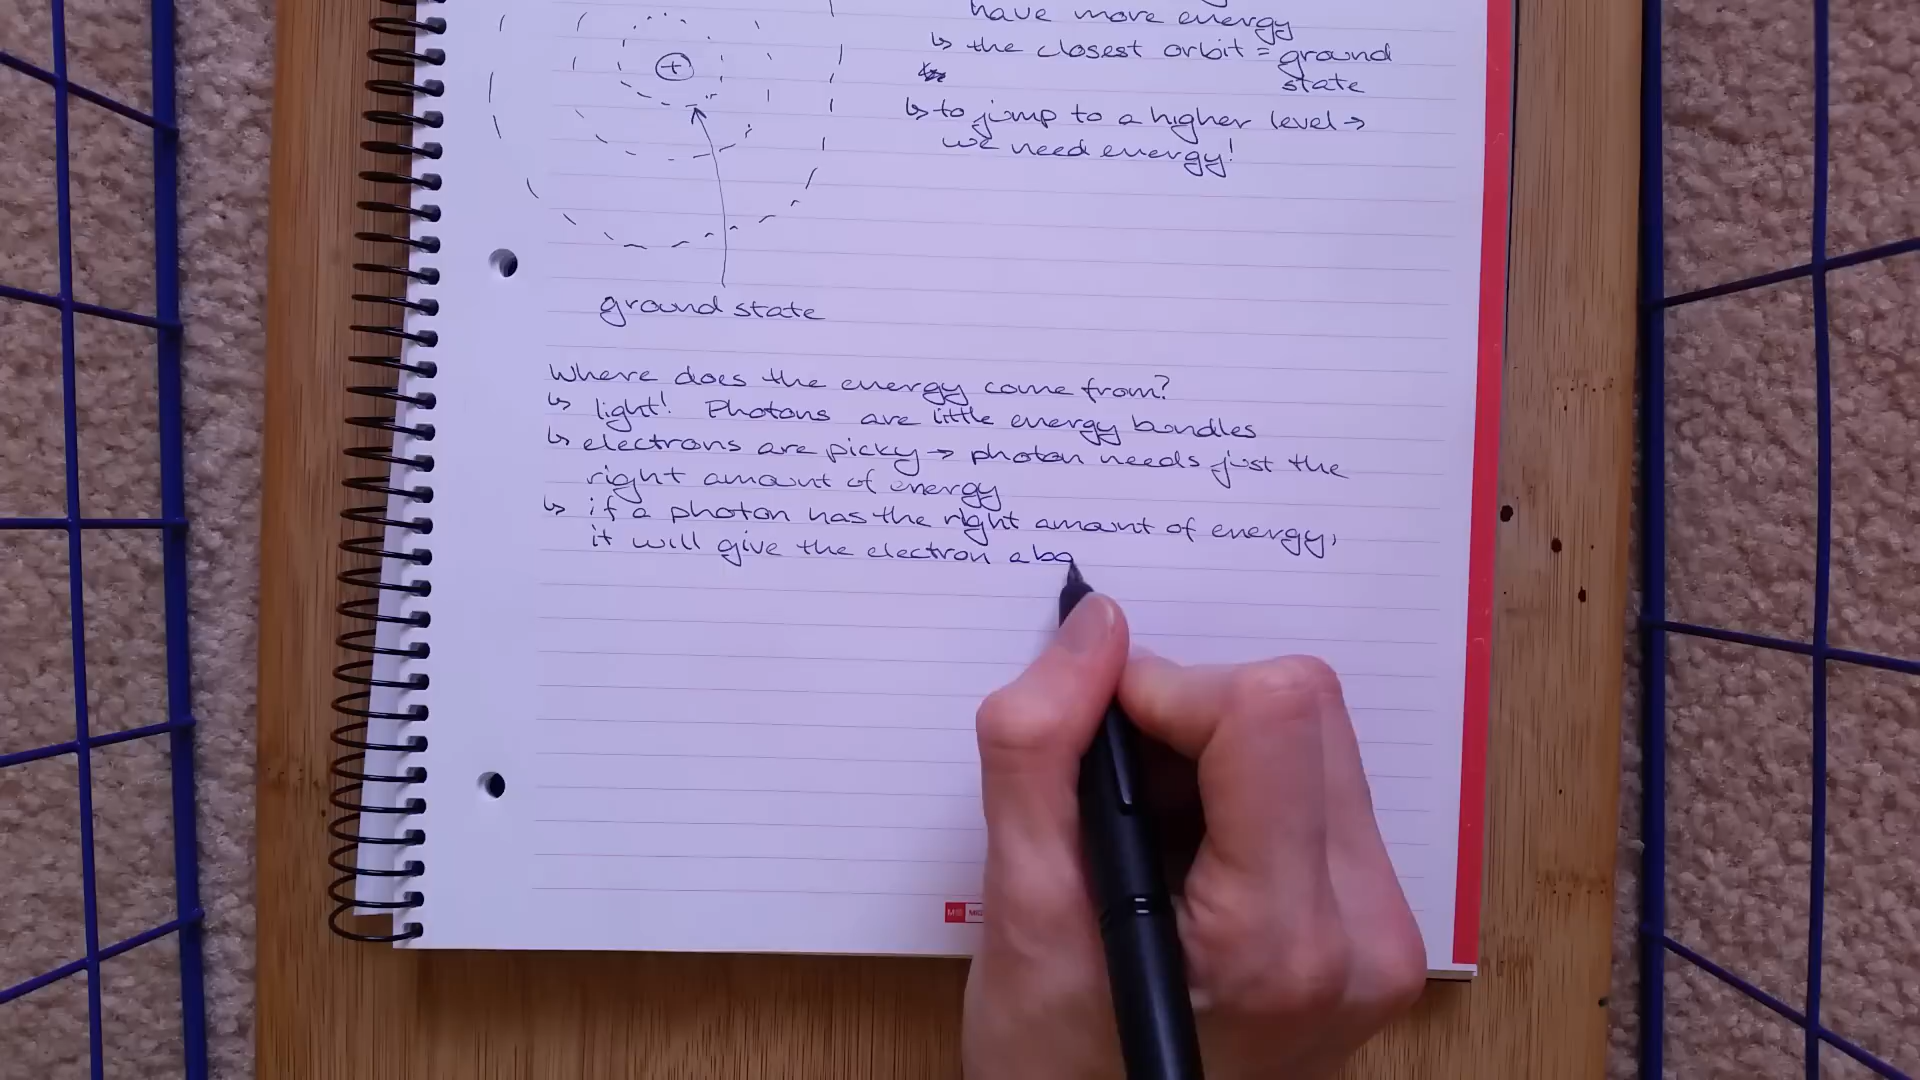 have more energy
↳ the closest orbit = ground
state
↳ to jump to a higher level →
we need energy!
+
ground state
Where does the energy come from?
↳ light! Photons are little energy bundles
↳ electrons are picky → photon needs just the
right amount of energy
↳ if a photon has the right amount of energy,
it will give the electron a bo